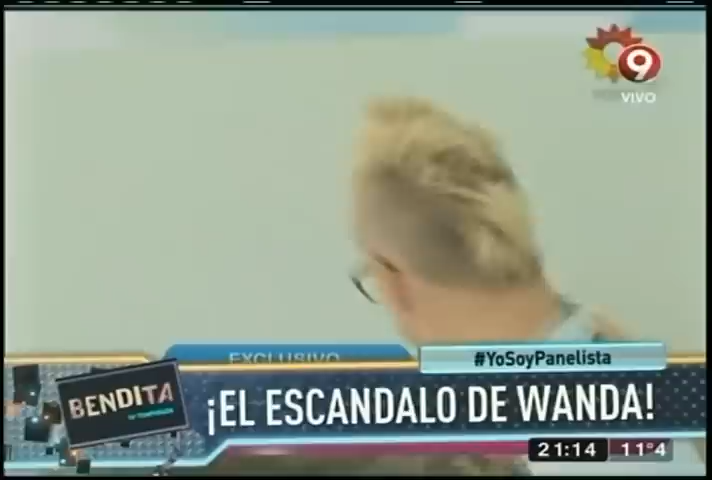 9
VIVO
EXCLUSIVO
#YoSoyPanelista
BENDITA
¡EL ESCANDALO DE WANDA!
21:14 11°4